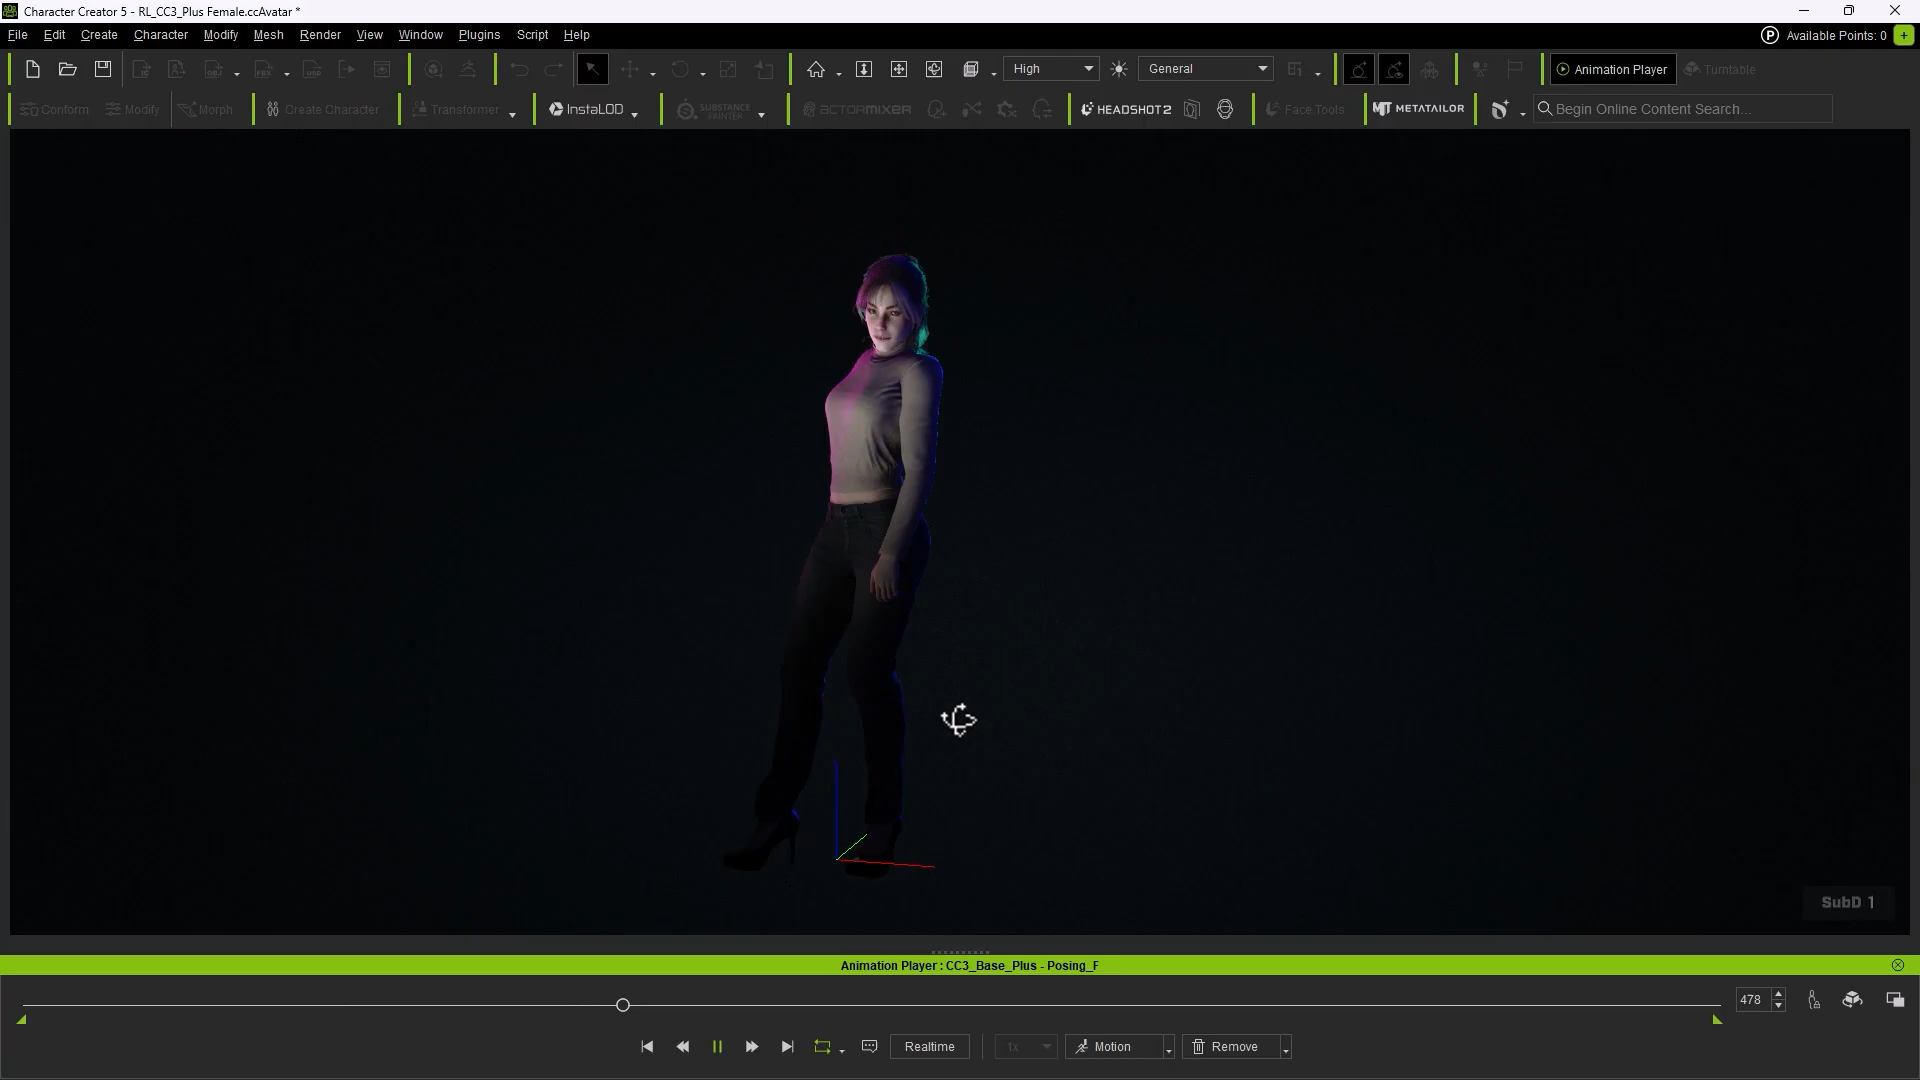 Character Creator 5 - RL_CC3_Plus Female.ccAvatar *
File Edit Create Character Modify Mesh Render View Window Plugins Script Help
Available Points: 0
High
General
Animation Player
Turntable
Conform
Modify
Morph
Create Character
Transformer
InstaLOD
SUBSTANCE PAINTER
ACTORMIXER
HEADSHOT2
Face Tools
METATAILOR
Begin Online Content Search...
SubD 1
Animation Player : CC3_Base_Plus - Posing_F
478
Realtime
1x
Motion
Remove